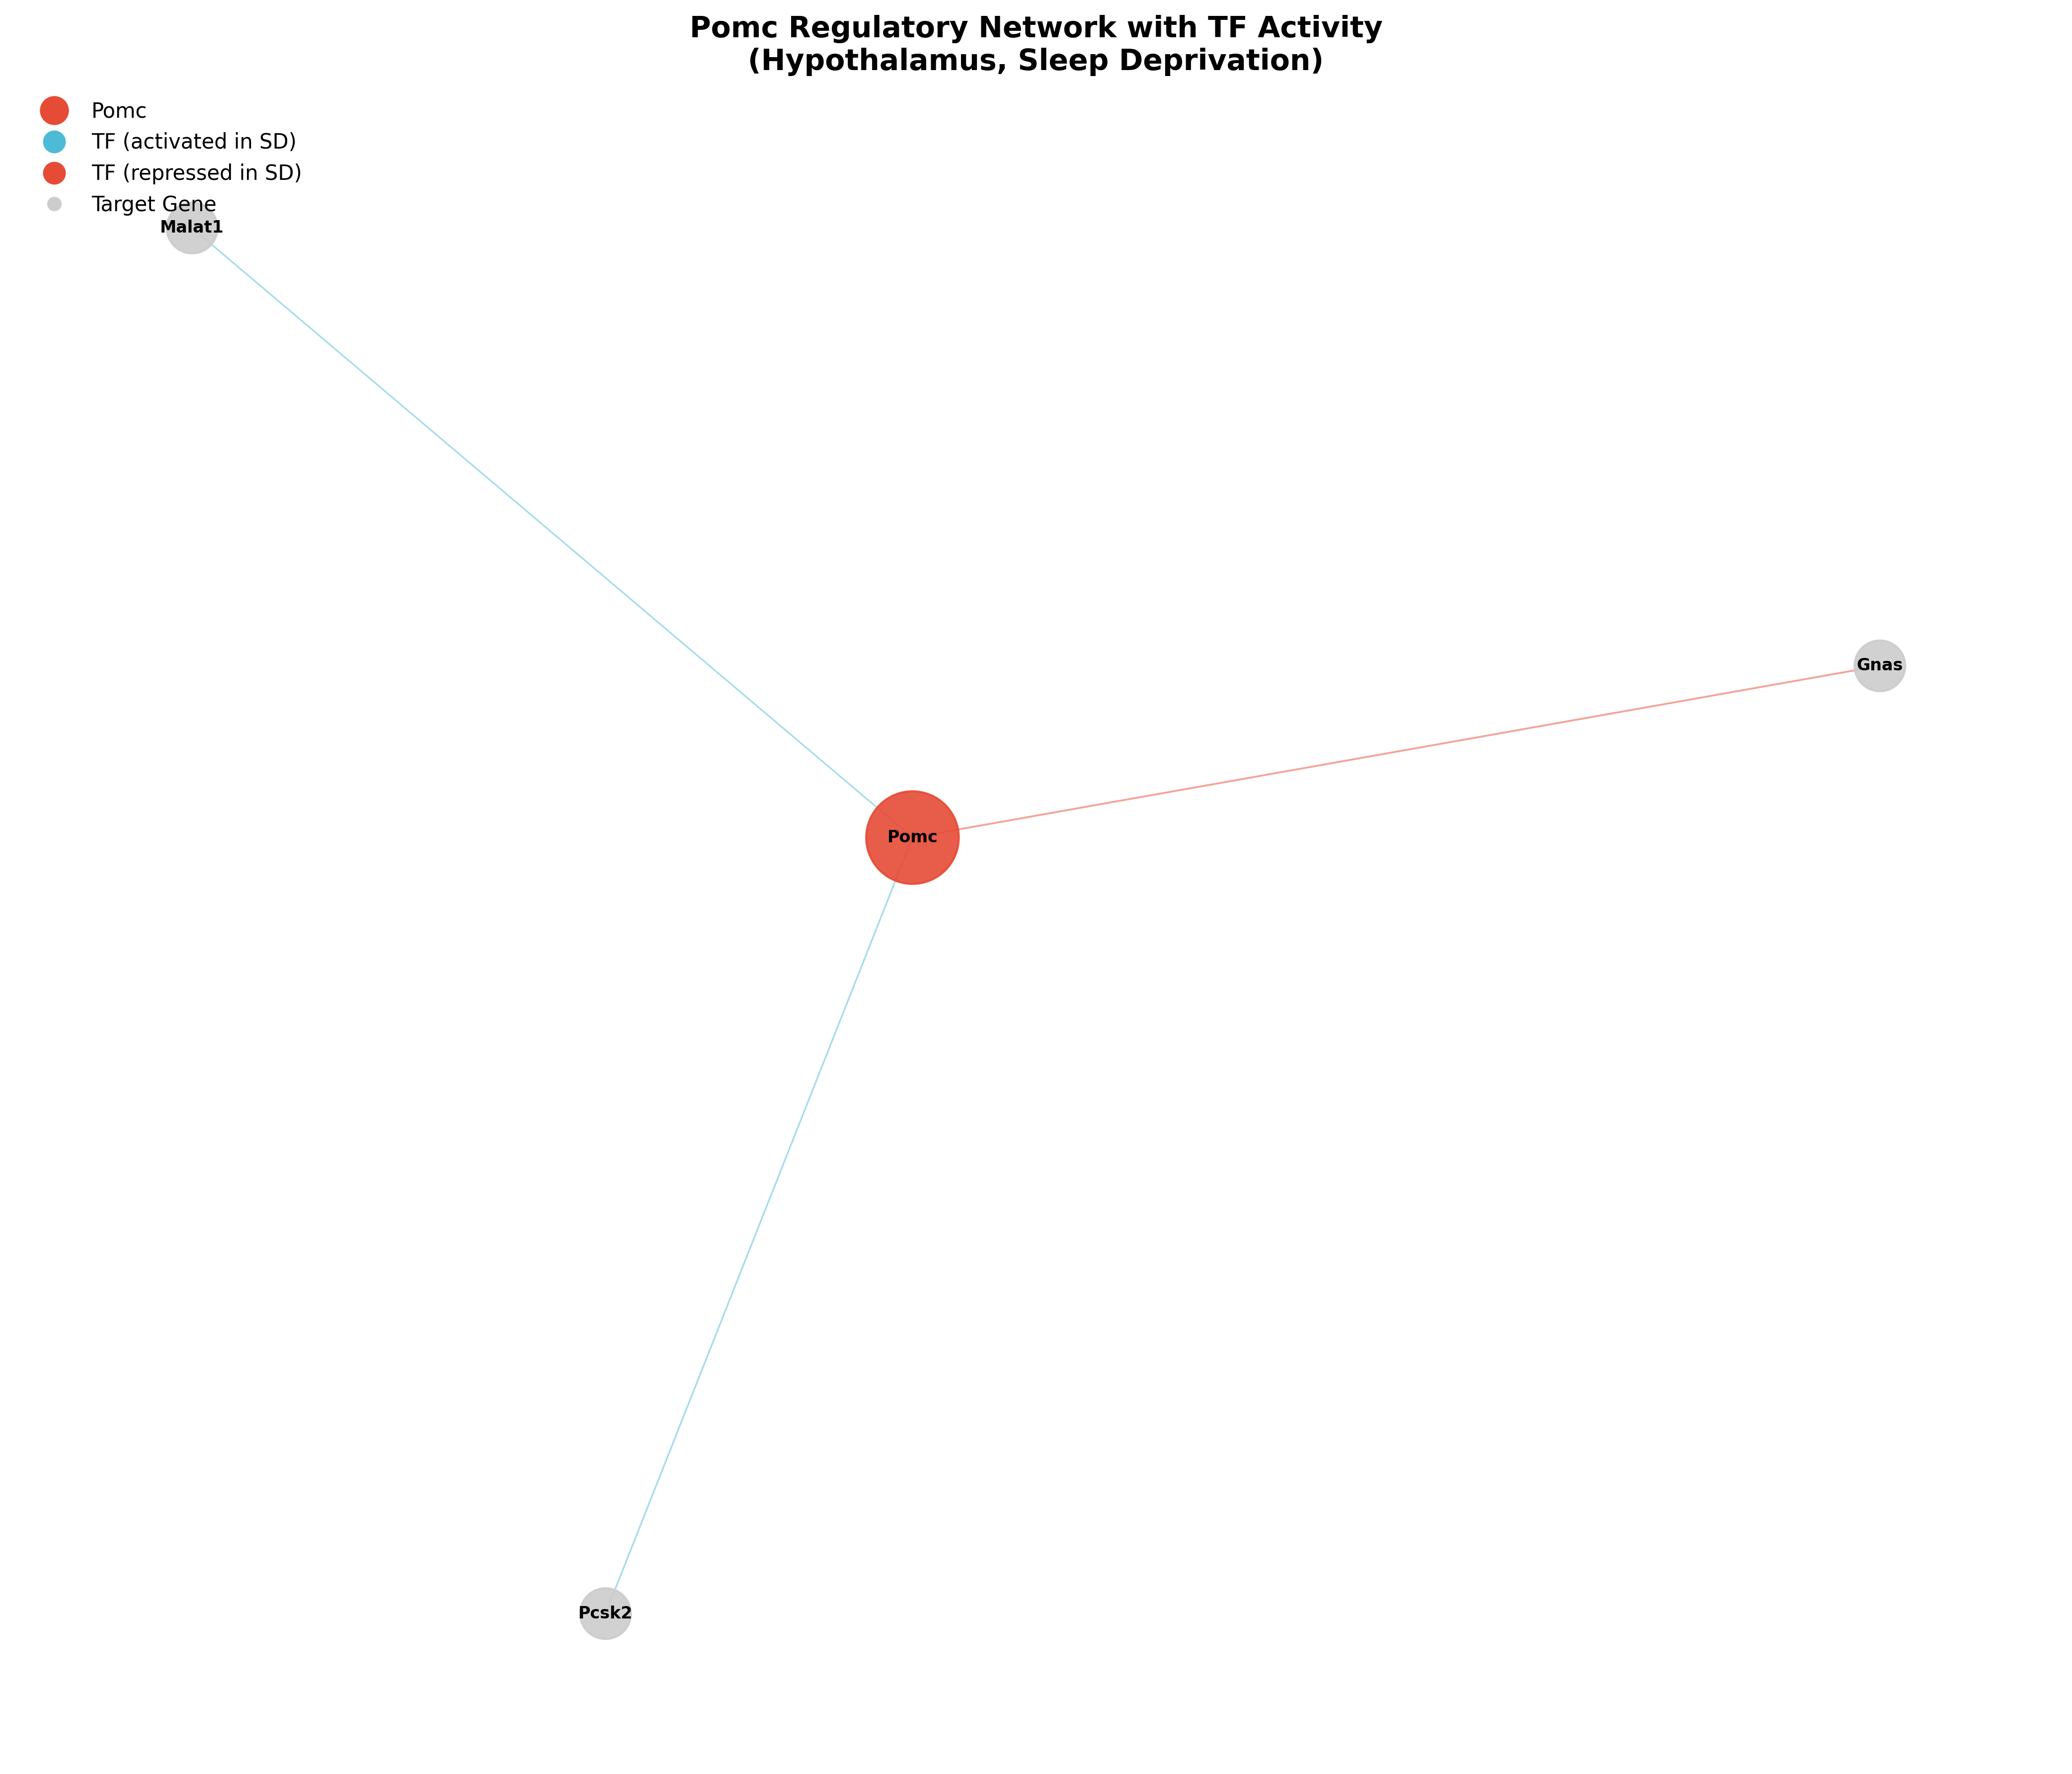 Pomc Regulatory Network with TF Activity
(Hypothalamus, Sleep Deprivation)
Pomc
TF (activated in SD)
TF (repressed in SD)
Target Gene
Malat1
Gnas
Pomc
Pcsk2